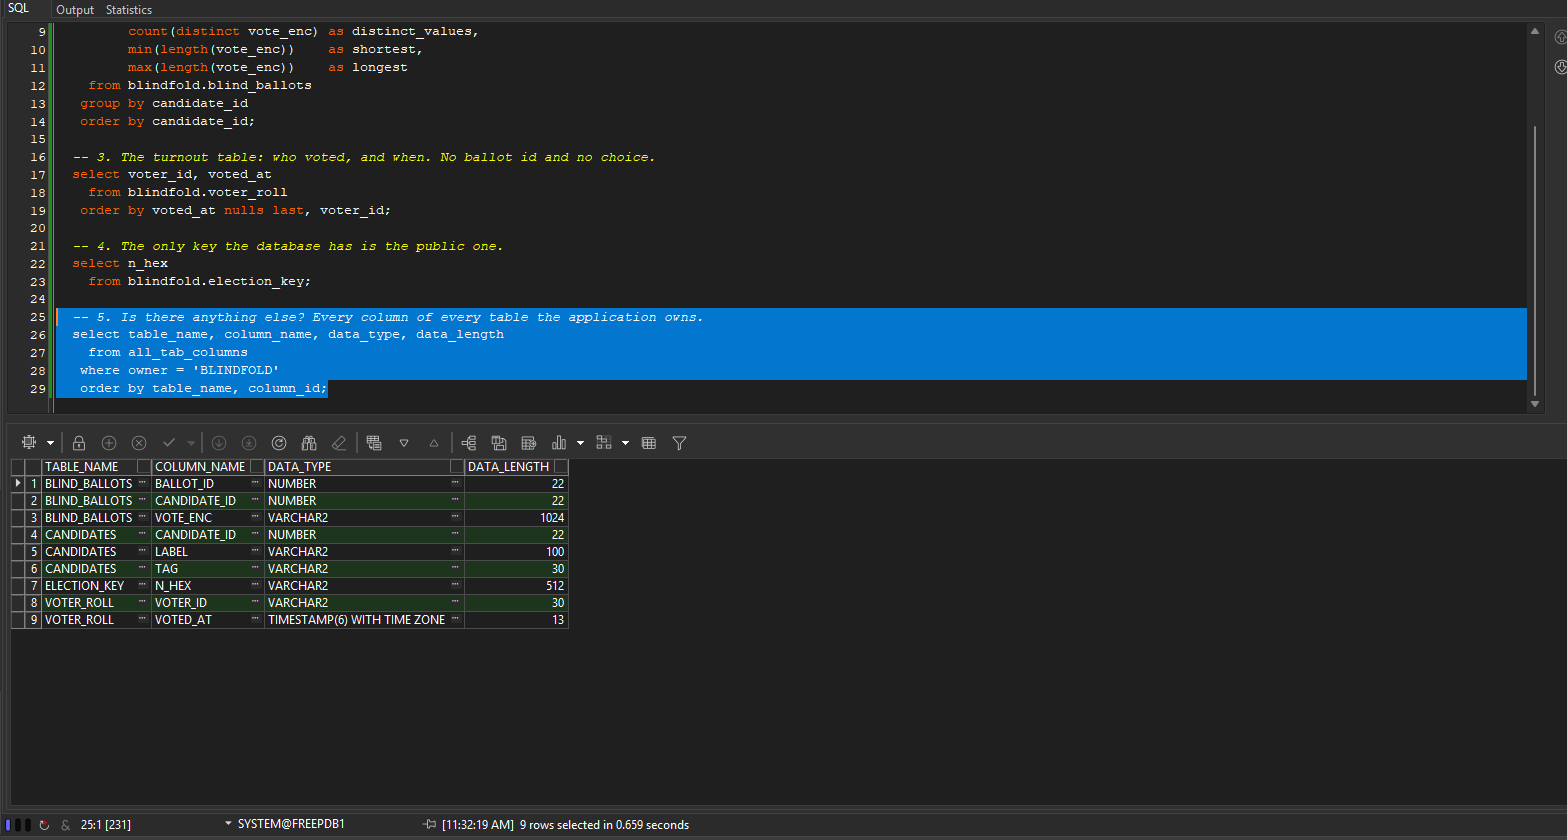 SQL Output Statistics
9 count(distinct vote_enc) as distinct_values,
10 min(length(vote_enc)) as shortest,
11 max(length(vote_enc)) as longest
12 from blindfold.blind_ballots
13 group by candidate_id
14 order by candidate_id;
15
16 -- 3. The turnout table: who voted, and when. No ballot id and no choice.
17 select voter_id, voted_at
18 from blindfold.voter_roll
19 order by voted_at nulls last, voter_id;
20
21 -- 4. The only key the database has is the public one.
22 select n_hex
23 from blindfold.election_key;
24
25 -- 5. Is there anything else? Every column of every table the application owns.
26 select table_name, column_name, data_type, data_length
27 from all_tab_columns
28 where owner = 'BLINDFOLD'
29 order by table_name, column_id;
TABLE_NAME COLUMN_NAME DATA_TYPE DATA_LENGTH
1 BLIND_BALLOTS ... BALLOT_ID ... NUMBER ... 22
2 BLIND_BALLOTS ... CANDIDATE_ID ... NUMBER ... 22
3 BLIND_BALLOTS ... VOTE_ENC ... VARCHAR2 ... 1024
4 CANDIDATES ... CANDIDATE_ID ... NUMBER ... 22
5 CANDIDATES ... LABEL ... VARCHAR2 ... 100
6 CANDIDATES ... TAG ... VARCHAR2 ... 30
7 ELECTION_KEY ... N_HEX ... VARCHAR2 ... 512
8 VOTER_ROLL ... VOTER_ID ... VARCHAR2 ... 30
9 VOTER_ROLL ... VOTED_AT ... TIMESTAMP(6) WITH TIME ZONE ... 13
& 25:1 [231] SYSTEM@FREEPDB1 [11:32:19 AM] 9 rows selected in 0.659 seconds